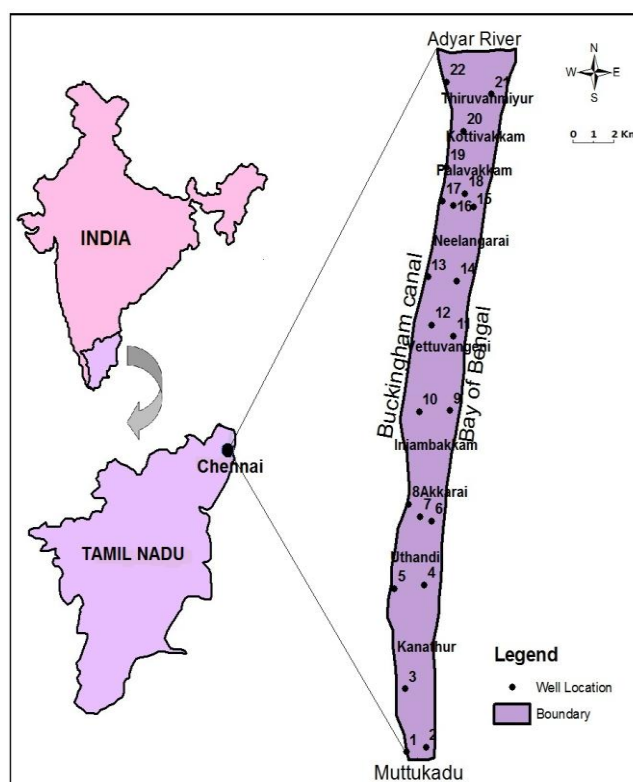 Adyar River
N
W E
S
0 1 2 Km
22
21
Thiruvanmiyur
20
Kottivakkam
19
Palavakkam
18
17
16 15
Neelangarai
13 14
12
11
Vettuvangeni
Buckingham canal
Bay of Bengal
10 9
Injambakkam
8Akkarai
7 6
Uthandi
5 4
Kanathur
3
1 2
Muttukadu
INDIA
Chennai
TAMIL NADU
Legend
Well Location
Boundary